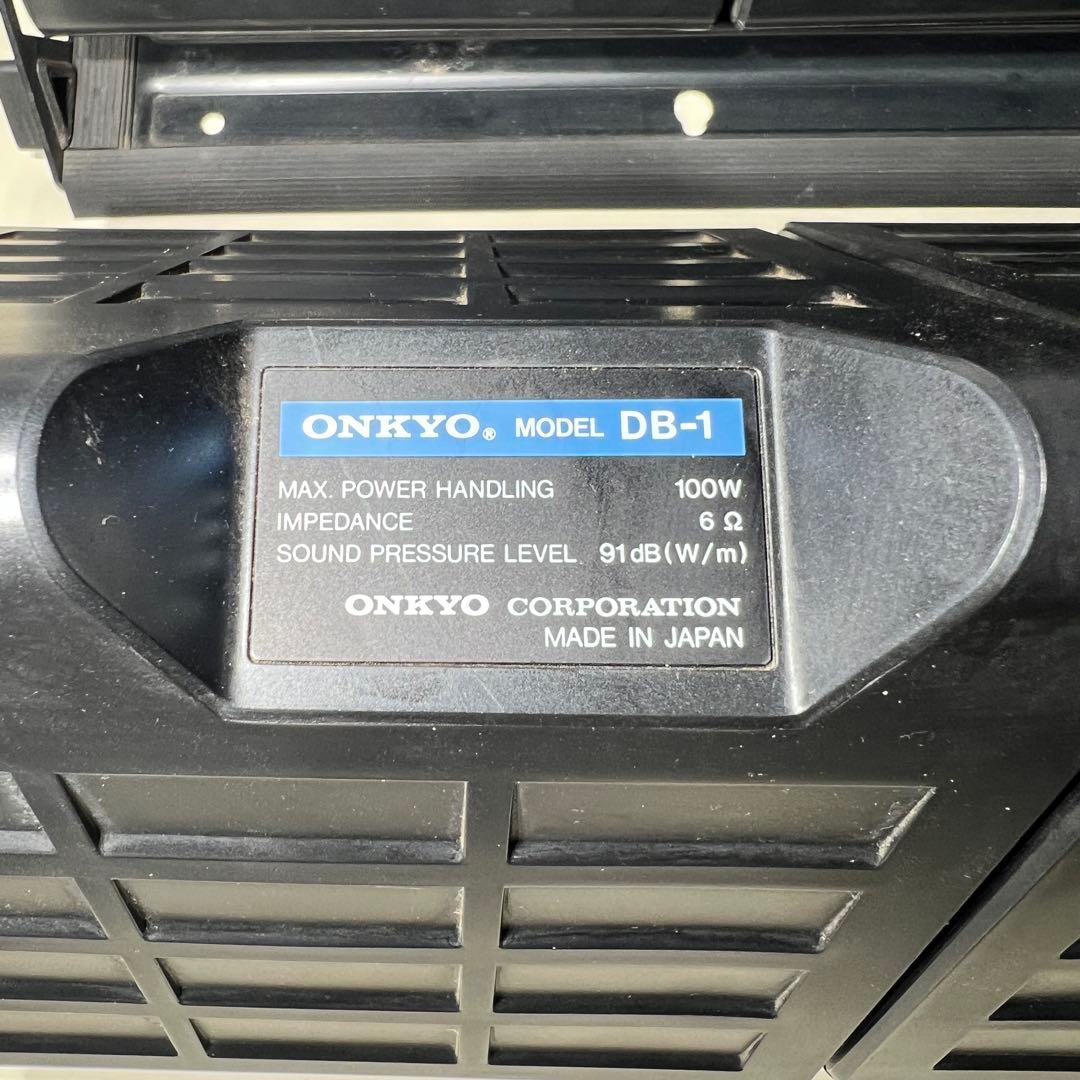 ONKYO® MODEL DB-1
MAX. POWER HANDLING 100W
IMPEDANCE 6 Ω
SOUND PRESSURE LEVEL 91dB(W/m)
ONKYO CORPORATION
MADE IN JAPAN